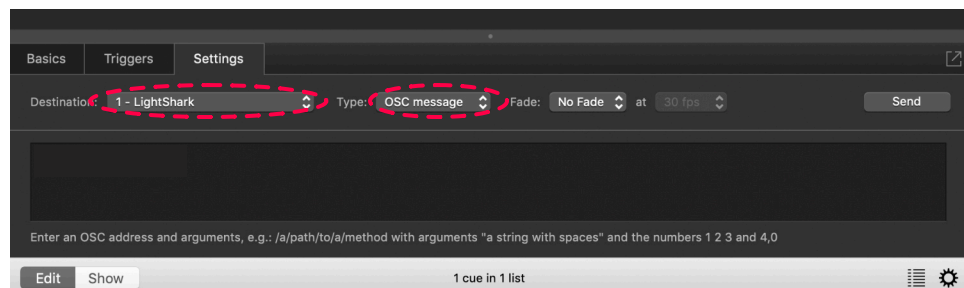 Basics Triggers Settings
Destination: 1 - LightShark Type: OSC message Fade: No Fade at 30 fps Send
Enter an OSC address and arguments, e.g.: /a/path/to/a/method with arguments "a string with spaces" and the numbers 1 2 3 and 4,0
Edit Show 1 cue in 1 list